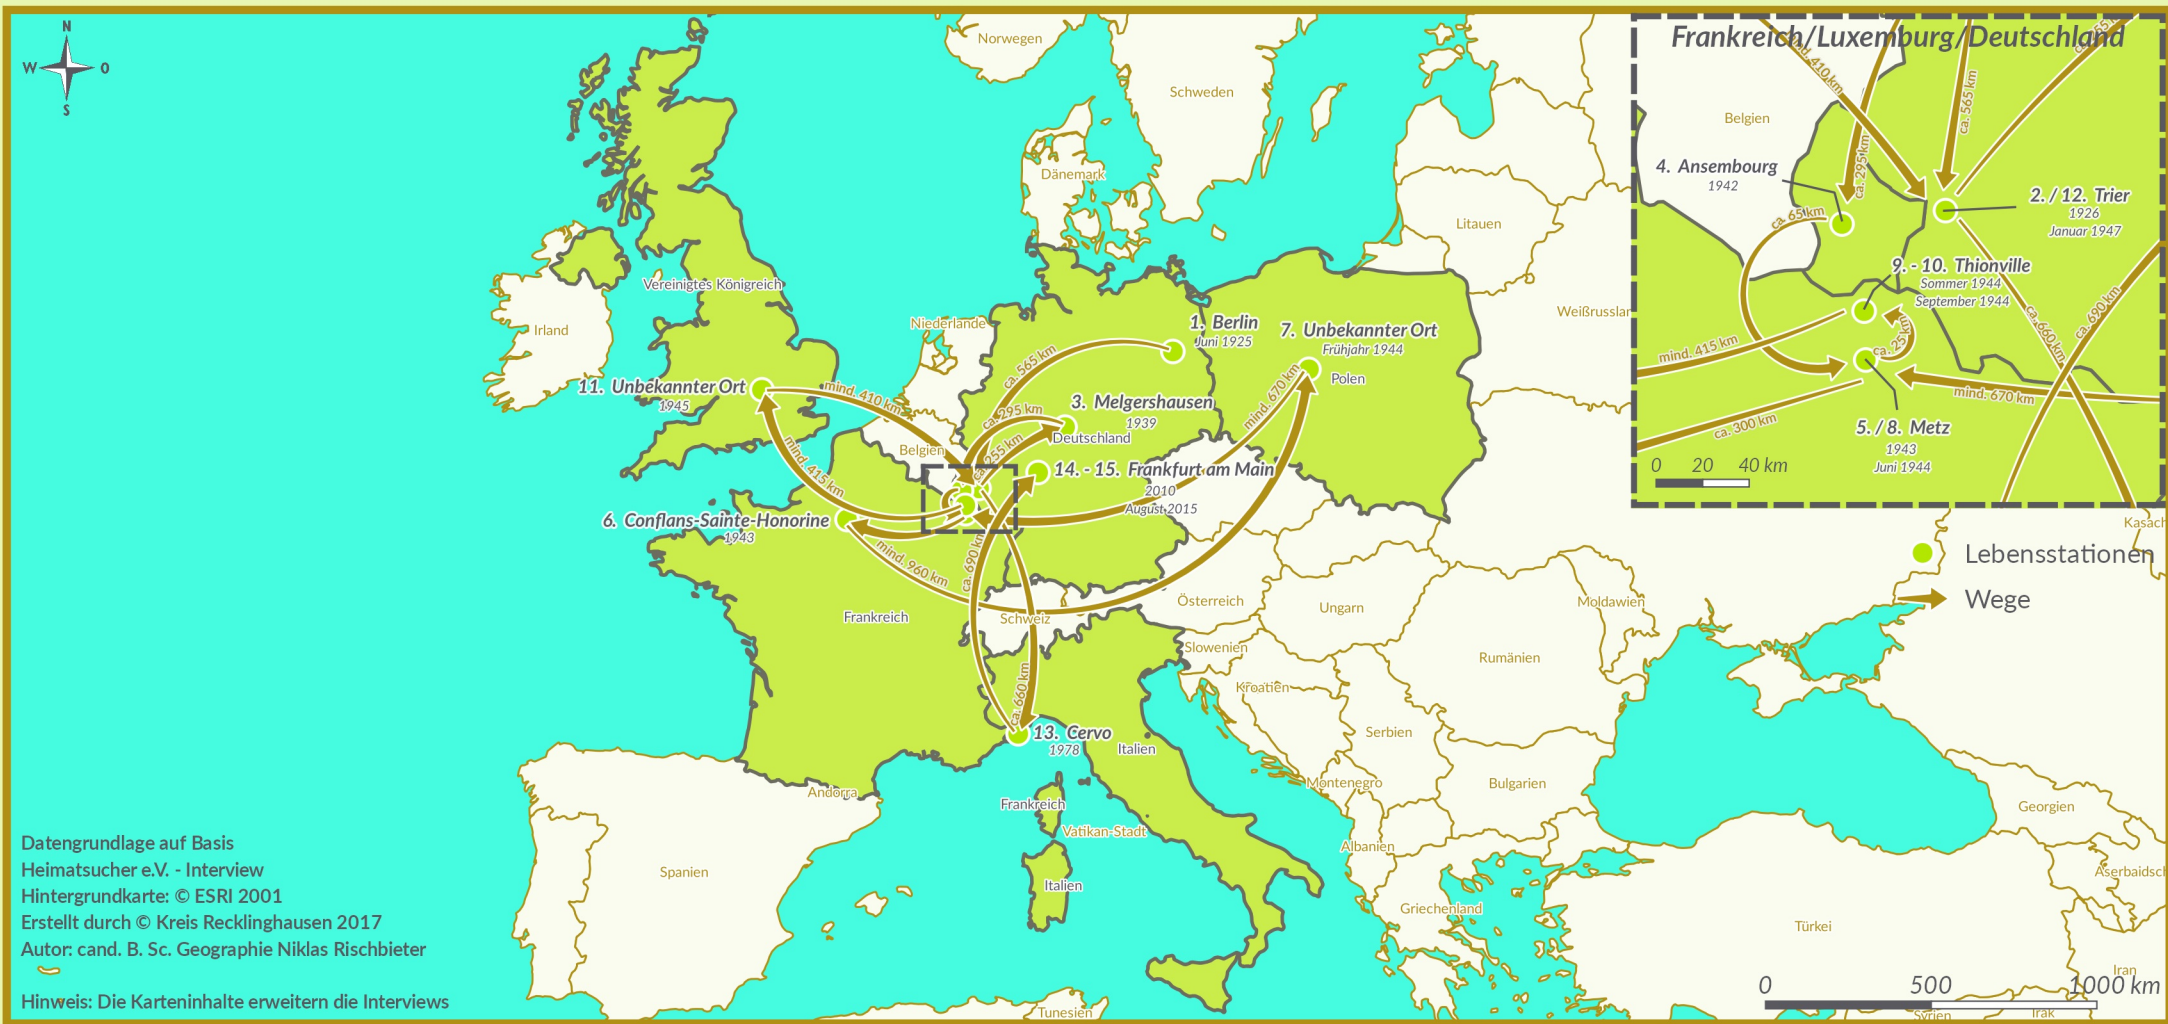 N
W
O
S
Norwegen
Schweden
Dänemark
Litauen
Vereinigtes Königreich
Irland
Niederlande
1. Berlin
Juni 1925
7. Unbekannter Ort
Frühjahr 1944
Polen
ca. 565 km
mind. 670 km
11. Unbekannter Ort
1945
mind. 410 km
ca. 295 km
3. Melgershausen
1939
Deutschland
ca. 255 km
Belgien
mind. 415 km
14. - 15. Frankfurt am Main
2010
August 2015
6. Conflans-Sainte-Honorine
1943
mind. 960 km
ca. 690 km
Frankreich
Schweiz
Österreich
Ungarn
Moldawien
Slowenien
Rumänien
Kroatien
ca. 660 km
13. Cervo
1978
Italien
Serbien
Montenegro
Bulgarien
Andorra
Frankreich
Vatikan-Stadt
Albanien
Spanien
Italien
Griechenland
Türkei
Georgien
Aserbaidsch
Iran
Tunesien
Syrien
Irak
Weißrusslan
Kasach
Frankreich/Luxemburg/Deutschland
mind. 410 km
ca. 565 km
Belgien
ca. 295 km
4. Ansembourg
1942
2. / 12. Trier
1926
Januar 1947
ca. 65 km
9. - 10. Thionville
Sommer 1944
September 1944
ca. 25 km
ca. 660 km
ca. 690 km
mind. 415 km
mind. 670 km
ca. 300 km
5. / 8. Metz
1943
Juni 1944
0 20 40 km
Lebensstationen
Wege
0 500 1000 km
Datengrundlage auf Basis
Heimatsucher e.V. - Interview
Hintergrundkarte: © ESRI 2001
Erstellt durch © Kreis Recklinghausen 2017
Autor: cand. B. Sc. Geographie Niklas Rischbieter
Hinweis: Die Karteninhalte erweitern die Interviews